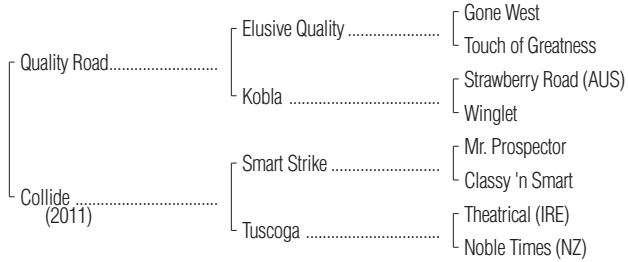 Gone West
Elusive Quality
Touch of Greatness
Quality Road
Strawberry Road (AUS)
Kobla
Winglet
Mr. Prospector
Smart Strike
Classy 'n Smart
Collide
(2011)
Theatrical (IRE)
Tuscoga
Noble Times (NZ)